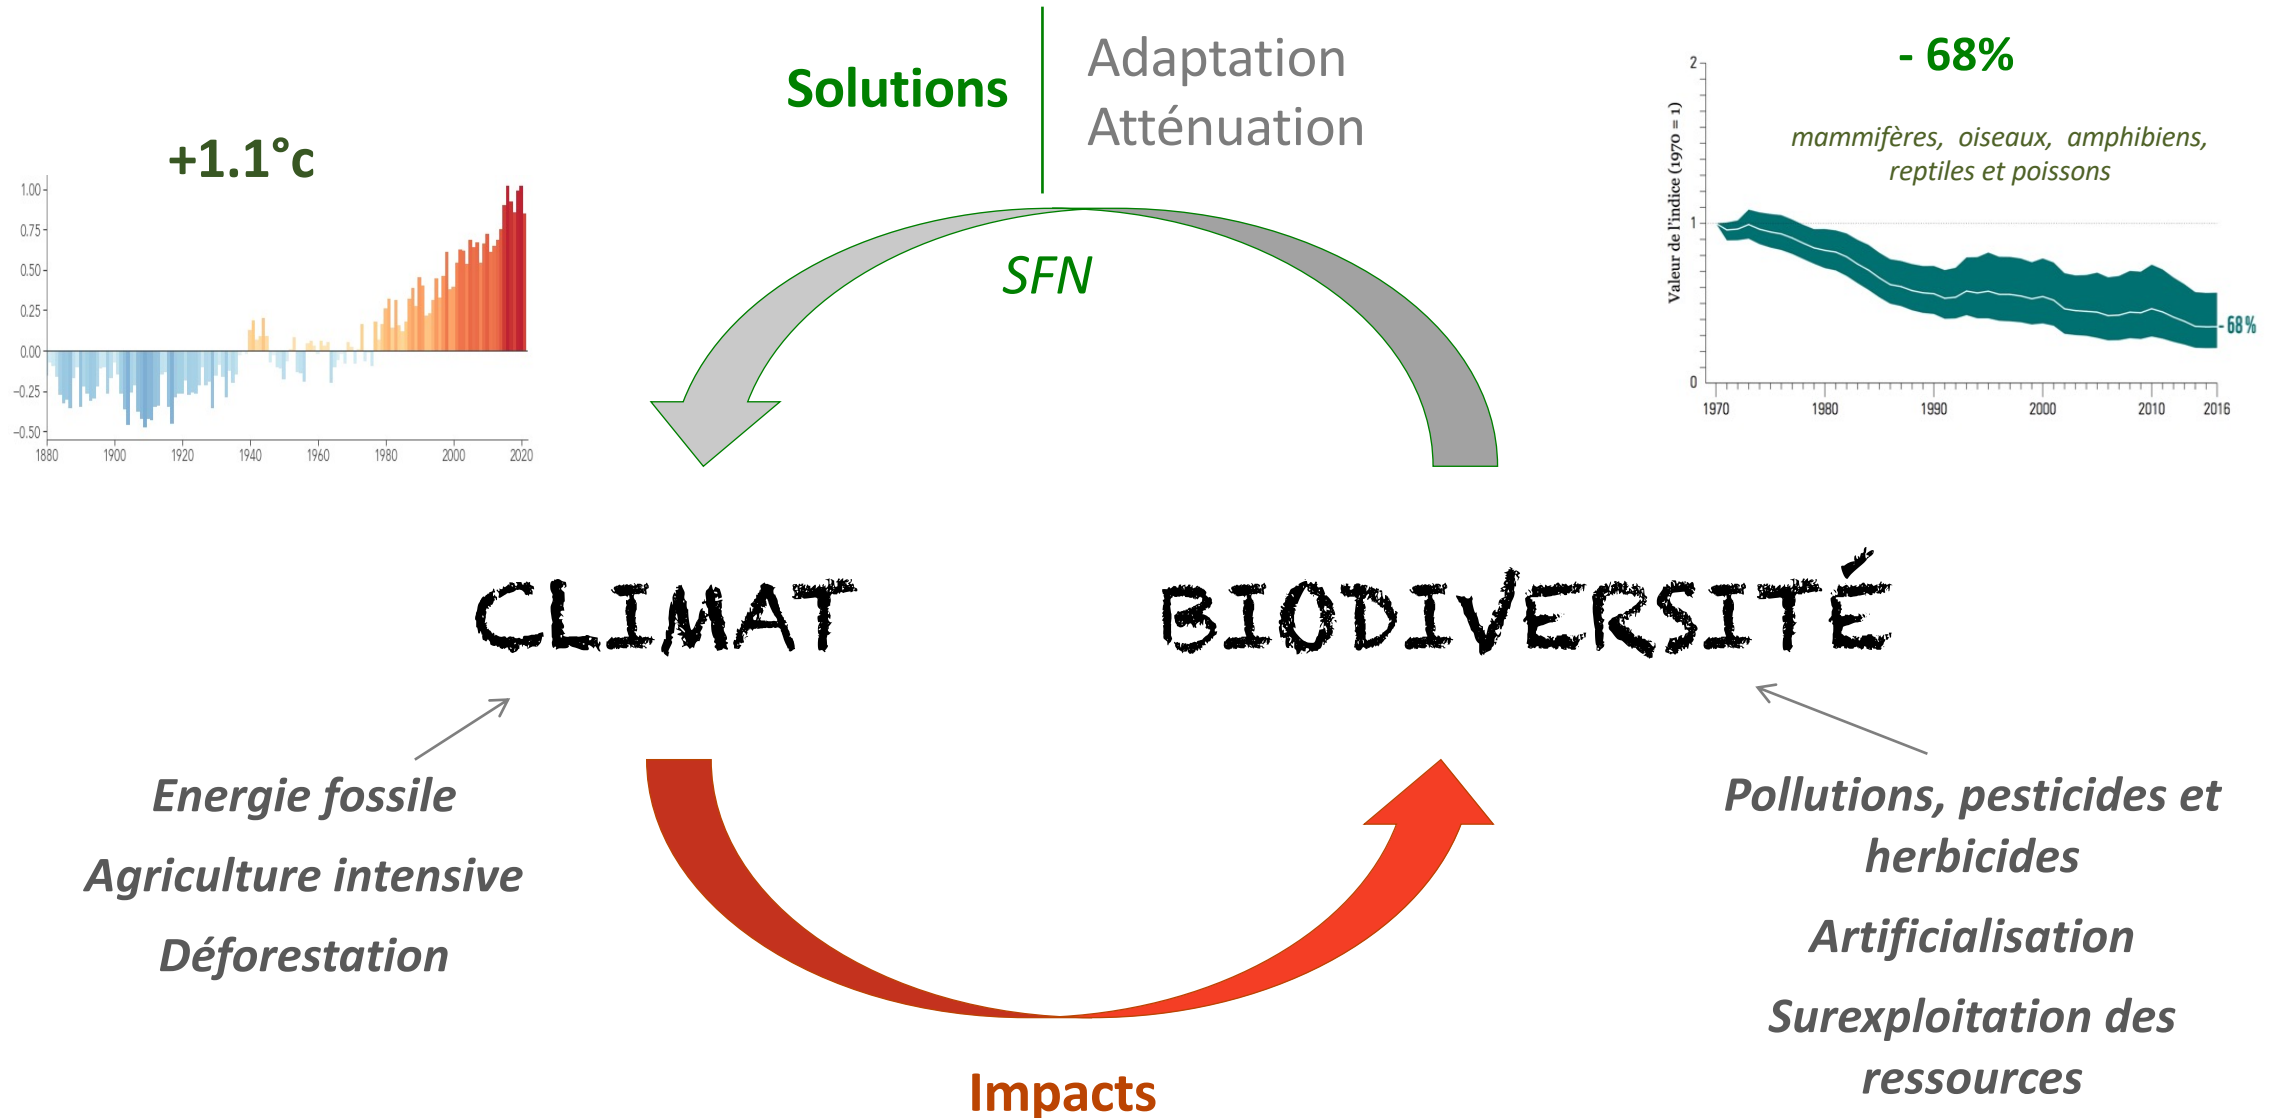 Solutions
Adaptation
Atténuation
- 68%
mammifères, oiseaux, amphibiens,
reptiles et poissons
+1.1°c
1.00
0.75
0.50
0.25
0.00
-0.25
-0.50
1880 1900 1920 1940 1960 1980 2000 2020
SFN
Valeur de l'indice (1970 = 1)
2
1
0
-68%
1970 1980 1990 2000 2010 2016
CLIMAT
BIODIVERSITÉ
Energie fossile
Agriculture intensive
Déforestation
Pollutions, pesticides et
herbicides
Artificialisation
Surexploitation des
ressources
Impacts